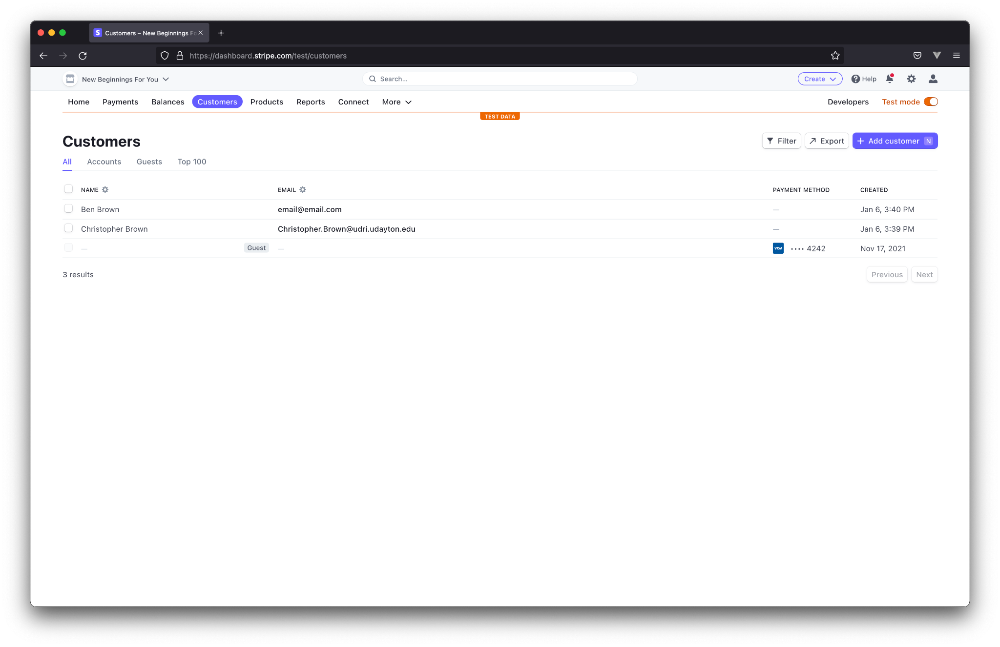 S Customers – New Beginnings Fo
https://dashboard.stripe.com/test/customers
New Beginnings For You
Search...
Create
Help
Home Payments Balances Customers Products Reports Connect More
Developers Test mode
TEST DATA
Customers
Filter Export Add customer N
All Accounts Guests Top 100
NAME EMAIL PAYMENT METHOD CREATED
Ben Brown email@email.com — Jan 6, 3:40 PM
Christopher Brown Christopher.Brown@udri.udayton.edu — Jan 6, 3:39 PM
— Guest — VISA •••• 4242 Nov 17, 2021
3 results
Previous Next